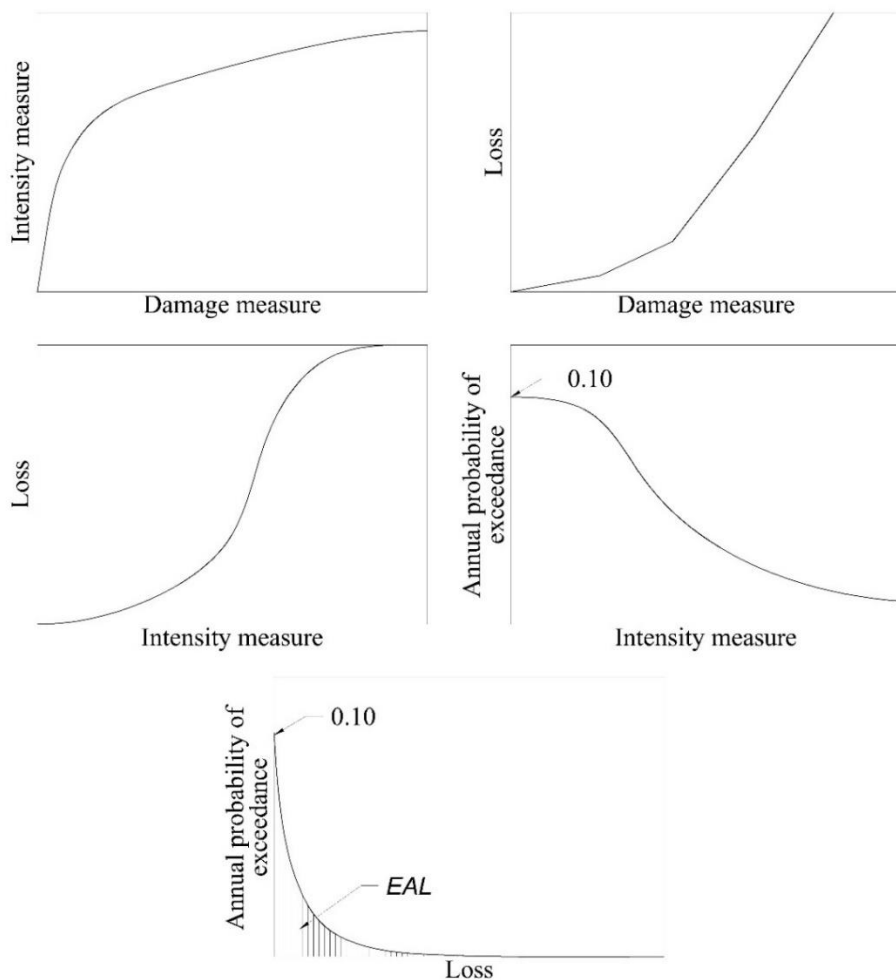 Intensity measure
Damage measure
Loss
Damage measure
Loss
Intensity measure
Annual probability of
exceedance
0.10
Intensity measure
Annual probability of
exceedance
0.10
EAL
Loss